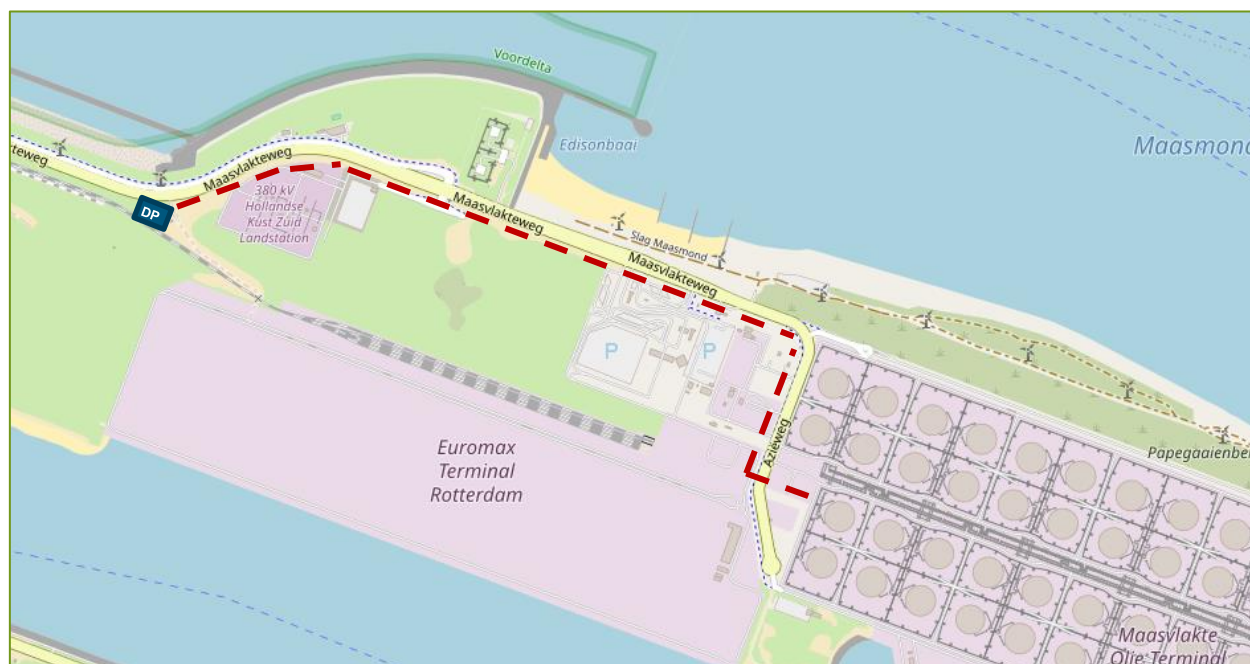 Voordelta
Edisonbaai
Maasmond
kteweg
Maasvlakteweg
380 kV
Hollandse
Kust Zuid
Landstation
DP
Maasvlakteweg
Slag Maasmond
Maasvlakteweg
P
P
Azieweg
Papegaaienbe
Euromax
Terminal
Rotterdam
Maasvlakte
Olie Terminal